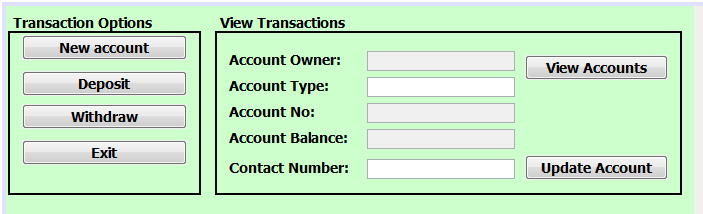 Transaction Options
New account
Deposit
Withdraw
Exit
View Transactions
Account Owner:
View Accounts
Account Type:
Account No:
Account Balance:
Contact Number:
Update Account